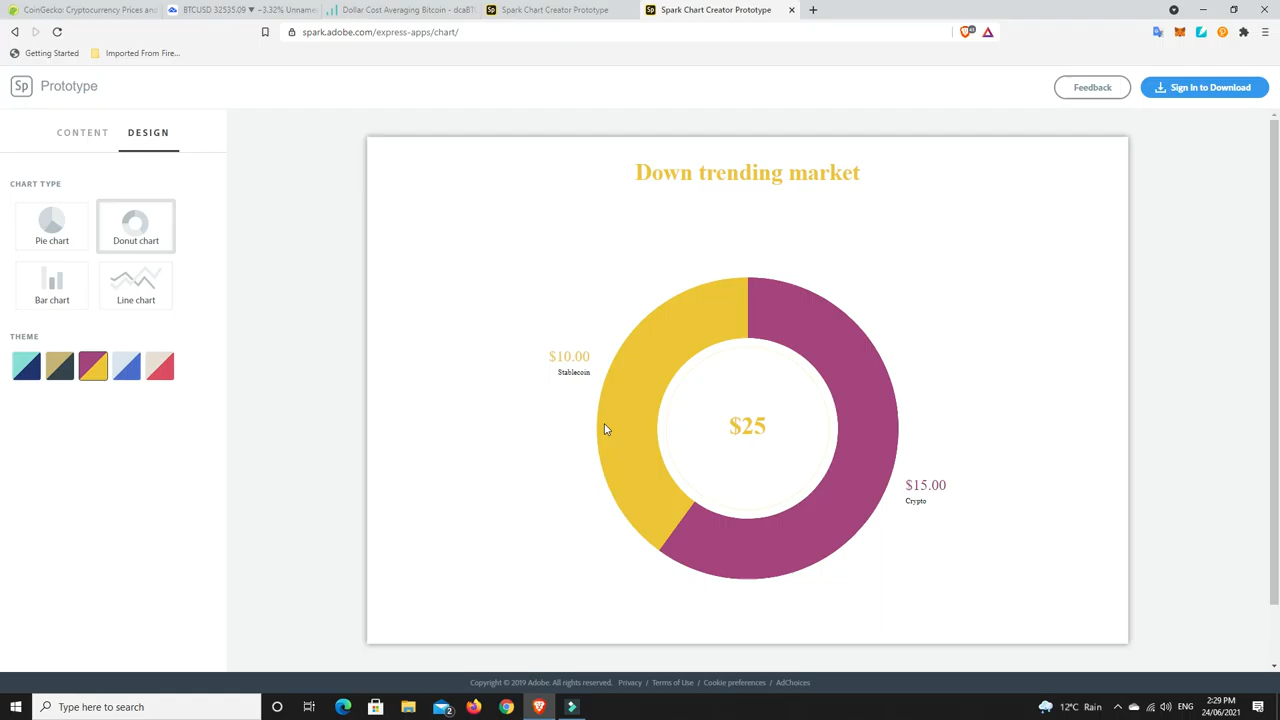 CoinGecko: Cryptocurrency Prices and
BTCUSD 32535.09 ▼ −3.32% Unnam
Dollar Cost Averaging Bitcoin - dcaBT
Spark Chart Creator Prototype
Spark Chart Creator Prototype
spark.adobe.com/express-apps/chart/
Getting Started
Imported From Fire...
Sp Prototype
Feedback
Sign In to Download
CONTENT
DESIGN
CHART TYPE
Pie chart
Donut chart
Bar chart
Line chart
THEME
Down trending market
$10.00
Stablecoin
$25
$15.00
Crypto
Copyright © 2019 Adobe. All rights reserved. Privacy / Terms of Use / Cookie preferences / AdChoices
Type here to search
2
12°C Rain
ENG
2:29 PM
24/06/2021